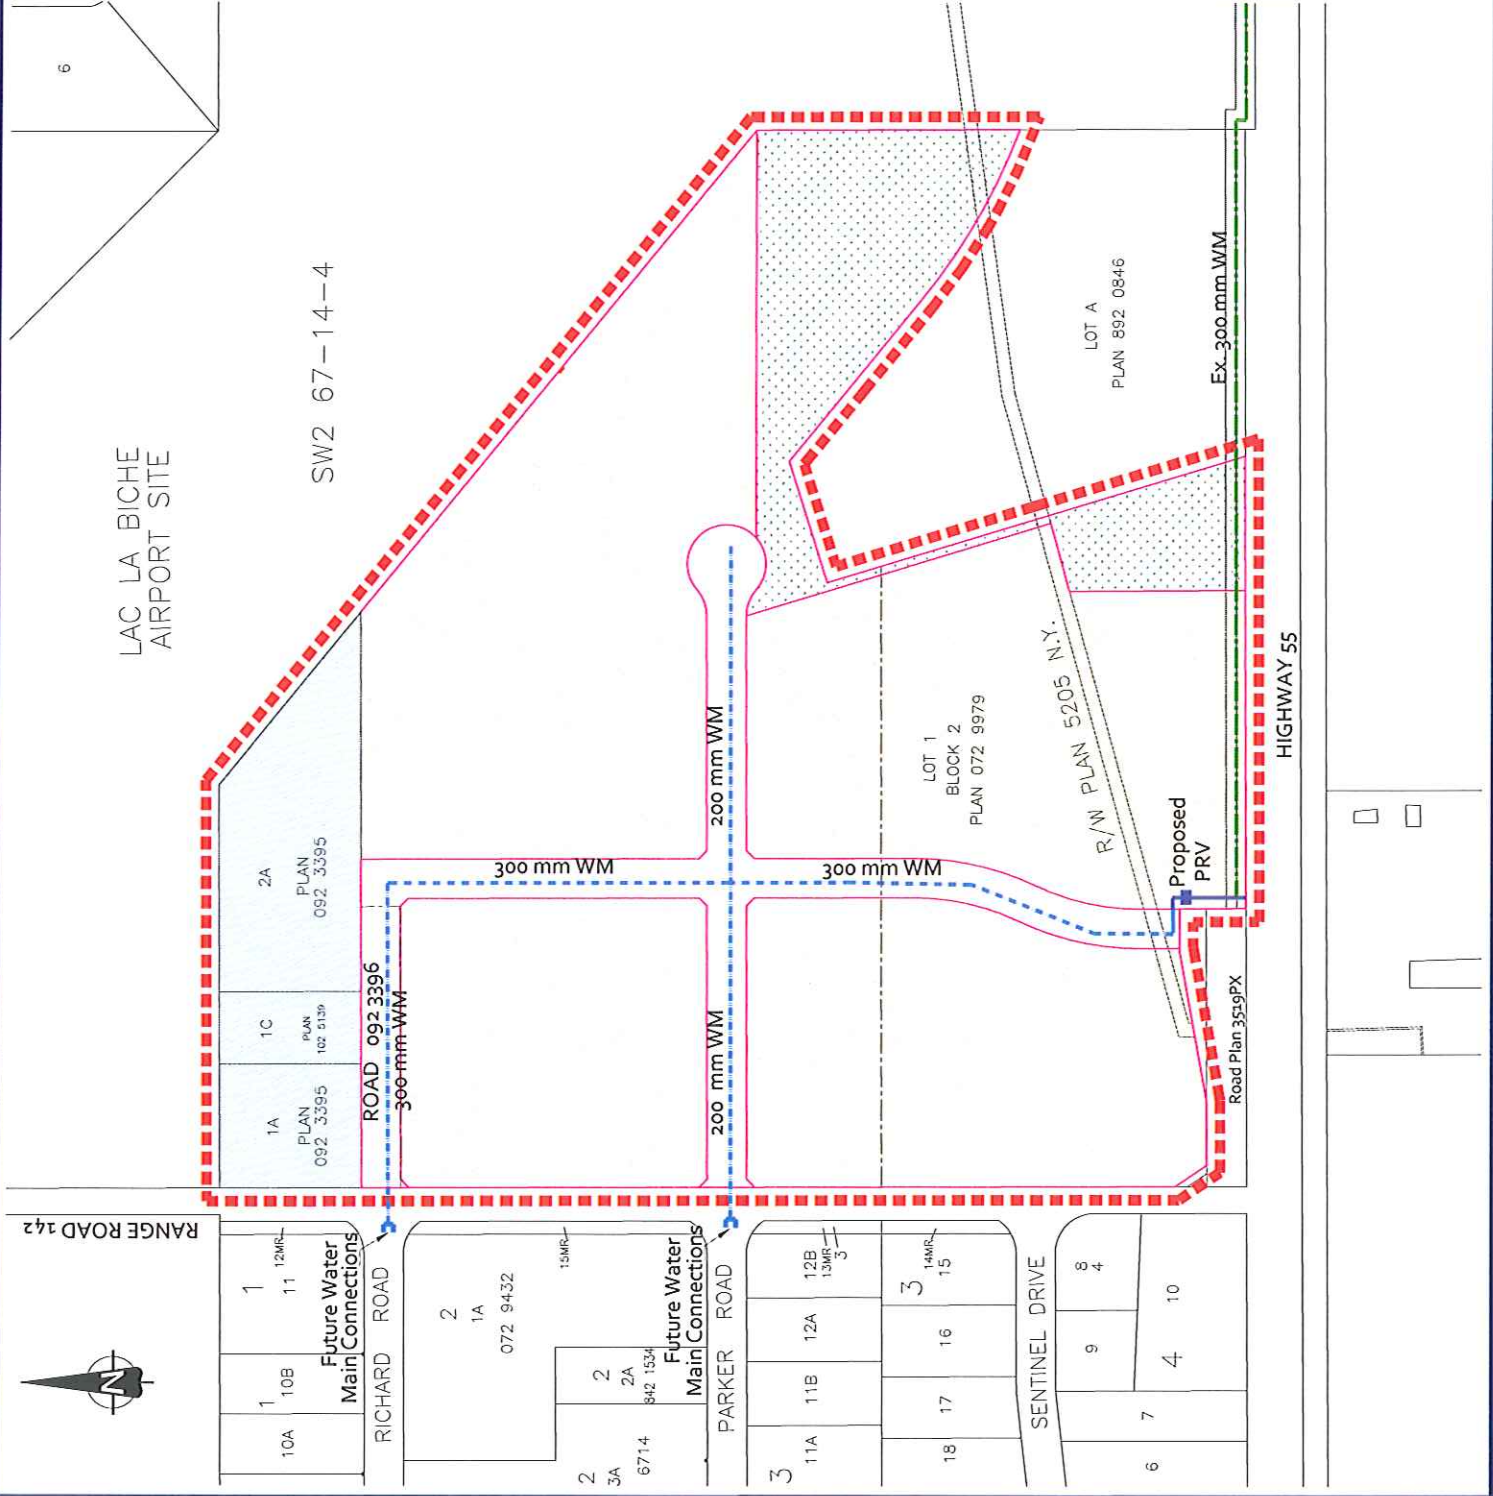 6
LAC LA BICHE
AIRPORT SITE
SW2 67-14-4
LOT A
PLAN 892 0846
Ex. 300 mm WM
2A
PLAN
092 3395
1C
PLAN
102 5139
1A
PLAN
092 3395
ROAD 092 3396
300 mm WM
300 mm WM
300 mm WM
200 mm WM
200 mm WM
LOT 1
BLOCK 2
PLAN 072 9979
R/W PLAN 5205 N.Y.
Proposed
PRV
HIGHWAY 55
Road Plan 3519PX
RANGE ROAD 142
N
1
11
12MR
1
10B
10A
Future Water
Main Connections
RICHARD ROAD
2
1A
072 9432
15MR
2
2A
842 1534
2
3A
6714
Future Water
Main Connections
PARKER ROAD
12B
13MR
3
12A
11B
11A
3
3
14MR
15
16
17
18
SENTINEL DRIVE
8
4
9
10
4
7
6